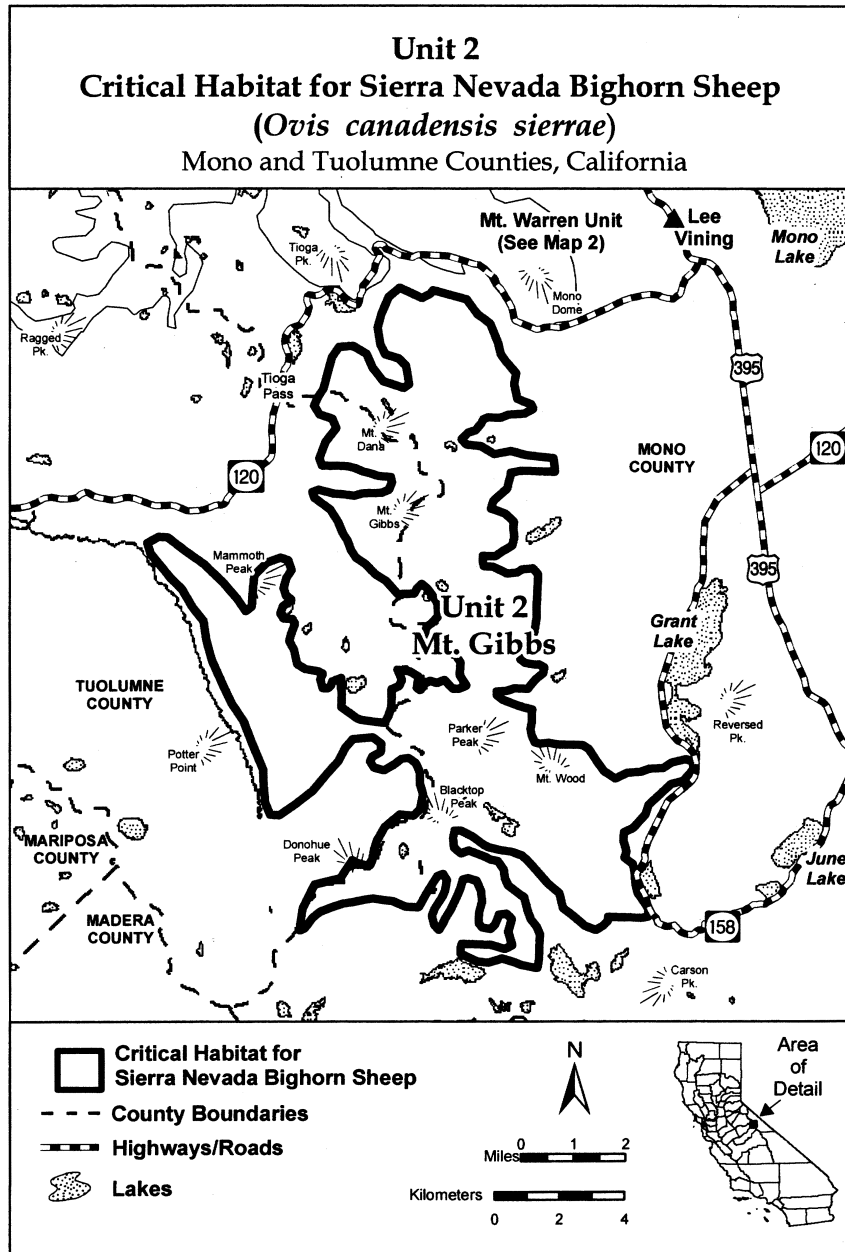 Unit 2
Critical Habitat for Sierra Nevada Bighorn Sheep
(Ovis canadensis sierrae)
Mono and Tuolumne Counties, California
Mt. Warren Unit
(See Map 2)
Lee
Vining
Mono
Lake
Tioga
Pk.
Mono
Dome
Ragged
Pk.
Tioga
Pass
395
Mt.
Dana
MONO
COUNTY
120
120
Mt.
Gibbs
Mammoth
Peak
395
Unit 2
Mt. Gibbs
Grant
Lake
TUOLUMNE
COUNTY
Reversed
Pk.
Parker
Peak
Potter
Point
Mt. Wood
Blacktop
Peak
MARIPOSA
COUNTY
Donohue
Peak
June
Lake
MADERA
COUNTY
158
Carson
Pk.
Critical Habitat for
Sierra Nevada Bighorn Sheep
County Boundaries
Highways/Roads
Lakes
N
0 1 2
Miles
Kilometers
0 2 4
Area
of
Detail